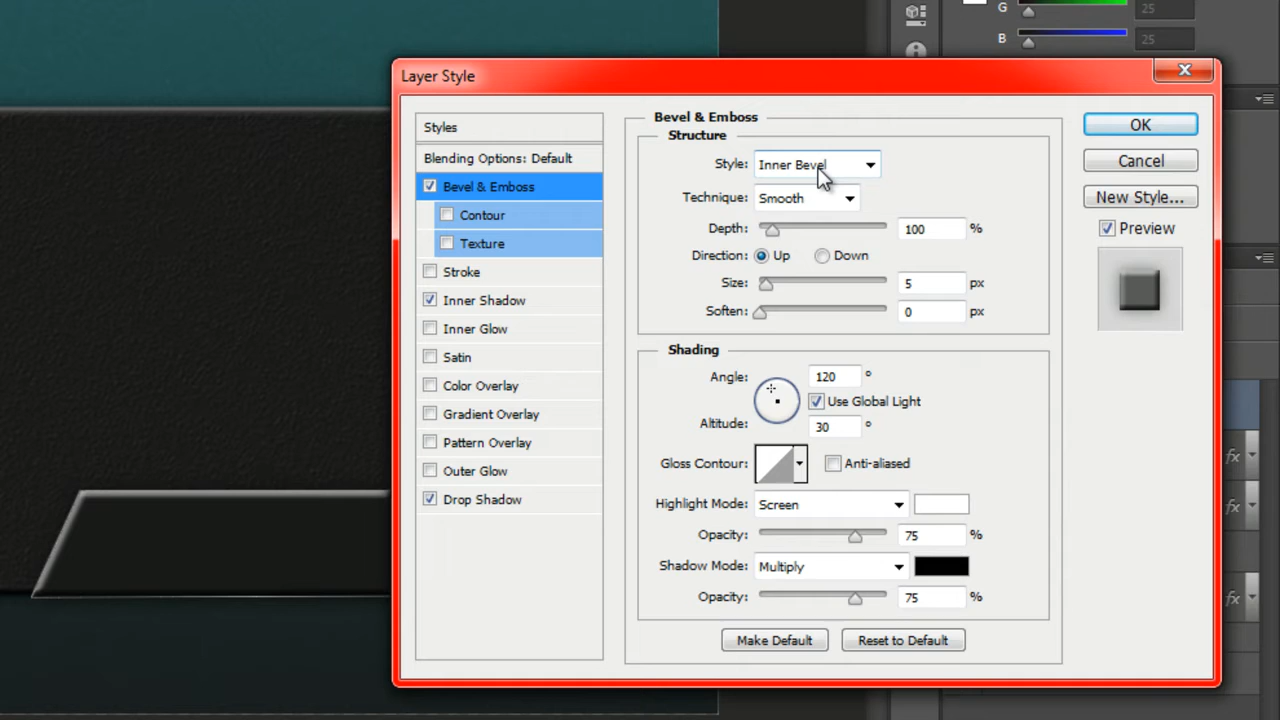 G 25
B 25
Layer Style
Styles
Blending Options: Default
Bevel & Emboss
Contour
Texture
Stroke
Inner Shadow
Inner Glow
Satin
Color Overlay
Gradient Overlay
Pattern Overlay
Outer Glow
Drop Shadow
Bevel & Emboss
Structure
Style: Inner Bevel
Technique: Smooth
Depth: 100 %
Direction: Up Down
Size: 5 px
Soften: 0 px
Shading
Angle: 120 °
Use Global Light
Altitude: 30 °
Gloss Contour: Anti-aliased
Highlight Mode: Screen
Opacity: 75 %
Shadow Mode: Multiply
Opacity: 75 %
Make Default Reset to Default
OK
Cancel
New Style...
Preview
fx
fx
fx